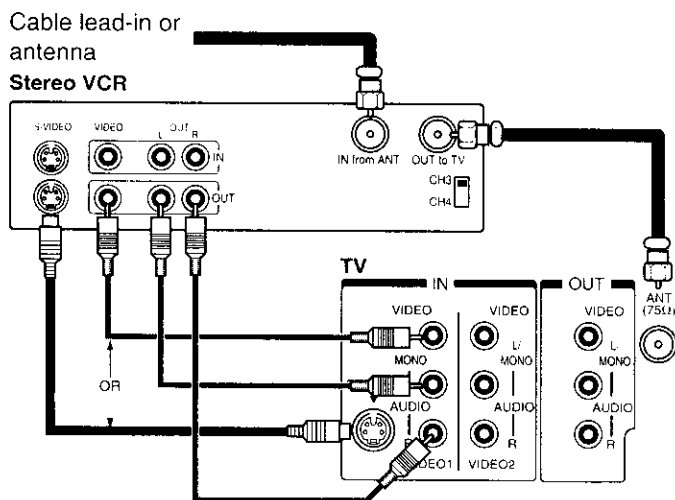 Cable lead-in or
antenna
Stereo VCR
S-VIDEO VIDEO OUT
L R
IN
IN from ANT OUT to TV
CH3
CH4
OUT
TV
IN OUT
ANT
(75Ω)
VIDEO VIDEO VIDEO
L/ L/
MONO MONO MONO
OR
AUDIO AUDIO AUDIO
R R R
VIDEO1 VIDEO2